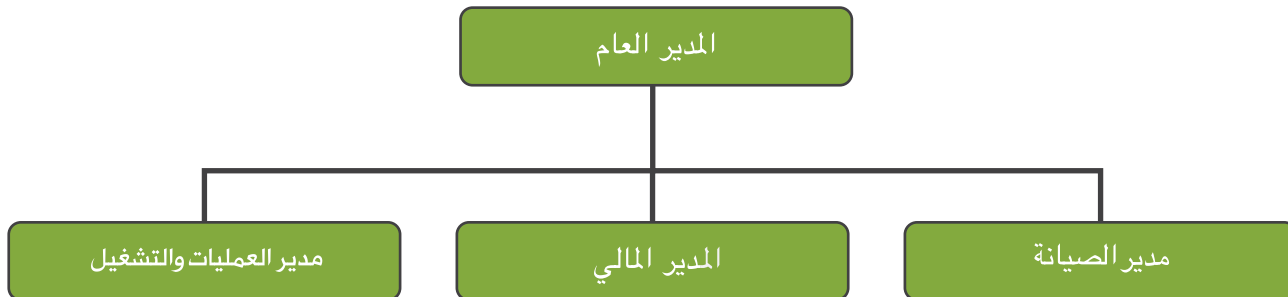 المدير العام
مدير الصيانة
المدير المالي
مدير العمليات والتشغيل